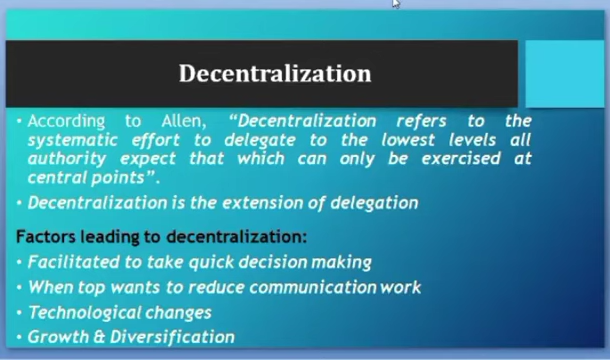 Decentralization
• According to Allen, “Decentralization refers to the
systematic effort to delegate to the lowest levels all
authority expect that which can only be exercised at
central points”.
• Decentralization is the extension of delegation
Factors leading to decentralization:
• Facilitated to take quick decision making
• When top wants to reduce communication work
• Technological changes
• Growth & Diversification